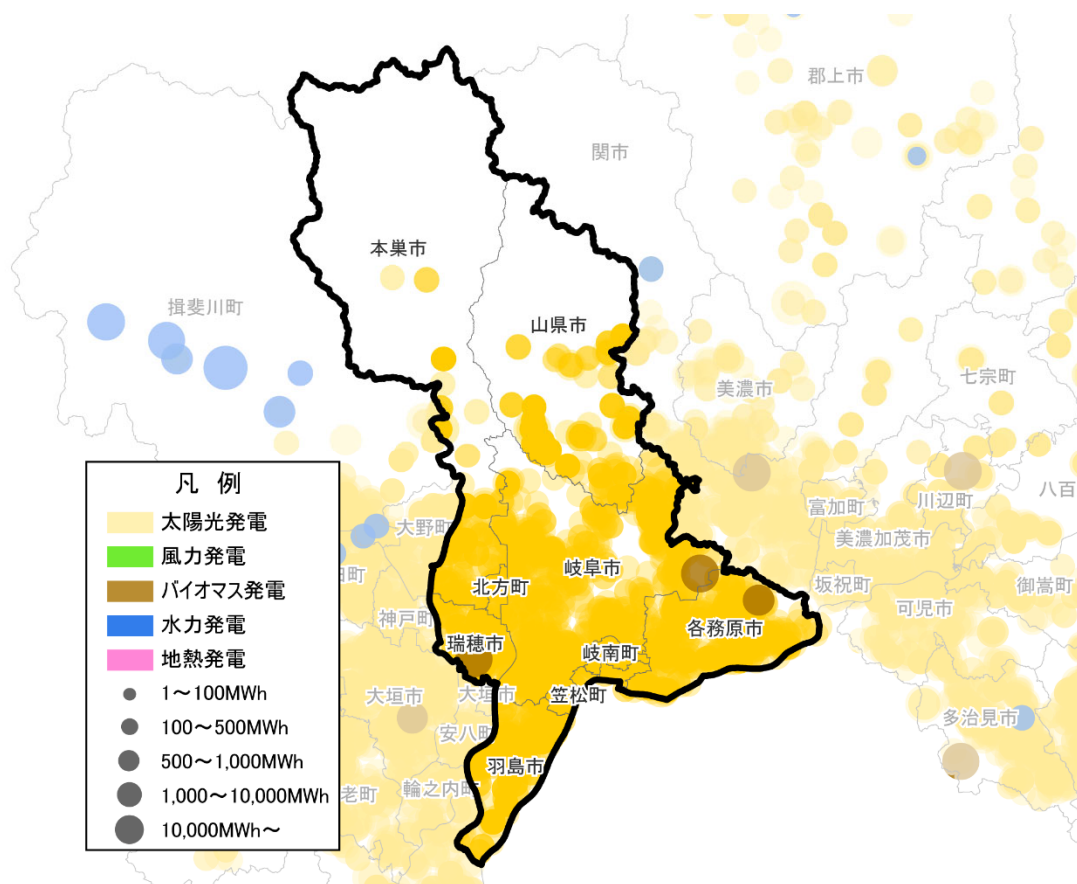 郡上市
関市
本巣市
揖斐川町
山県市
美濃市
七宗町
八百
川辺町
富加町
美濃加茂市
大野町
坂祝町
御嵩町
可児市
岐阜市
北方町
田町
神戸町
各務原市
瑞穂市
岐南町
大垣市
大垣市
笠松町
安八町
多治見市
羽島市
輪之内町
老町
凡 例
太陽光発電
風力発電
バイオマス発電
水力発電
地熱発電
1～100MWh
100～500MWh
500～1,000MWh
1,000～10,000MWh
10,000MWh～